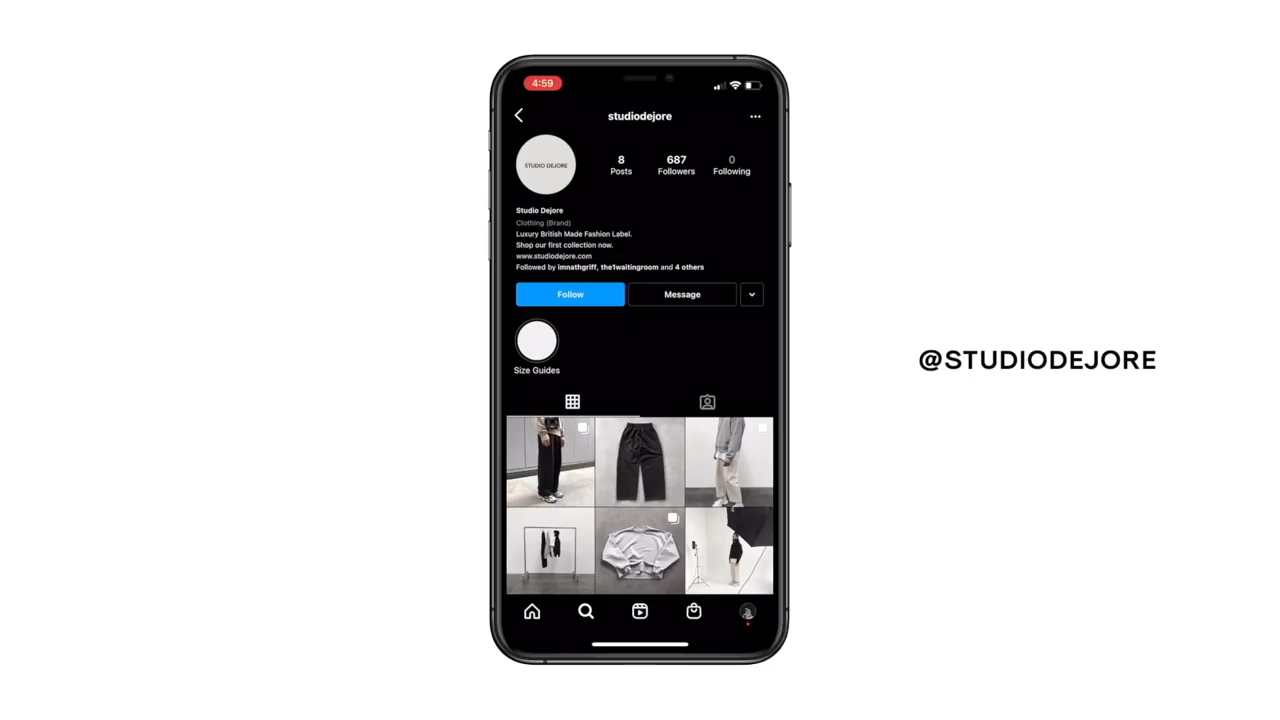 4:59
studiodejore
STUDIO DEJORE
8
Posts
687
Followers
0
Following
Studio Dejore
Clothing (Brand)
Luxury British Made Fashion Label.
Shop our first collection now.
www.studiodejore.com
Followed by imnathgriff, the1waitingroom and 4 others
Follow
Message
Size Guides
@STUDIODEJORE